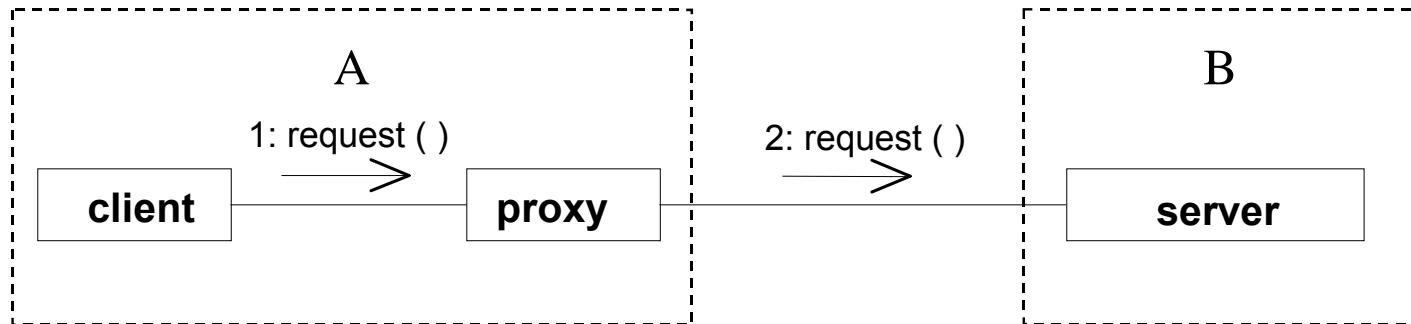 A
B
1: request ( )
2: request ( )
client
proxy
server